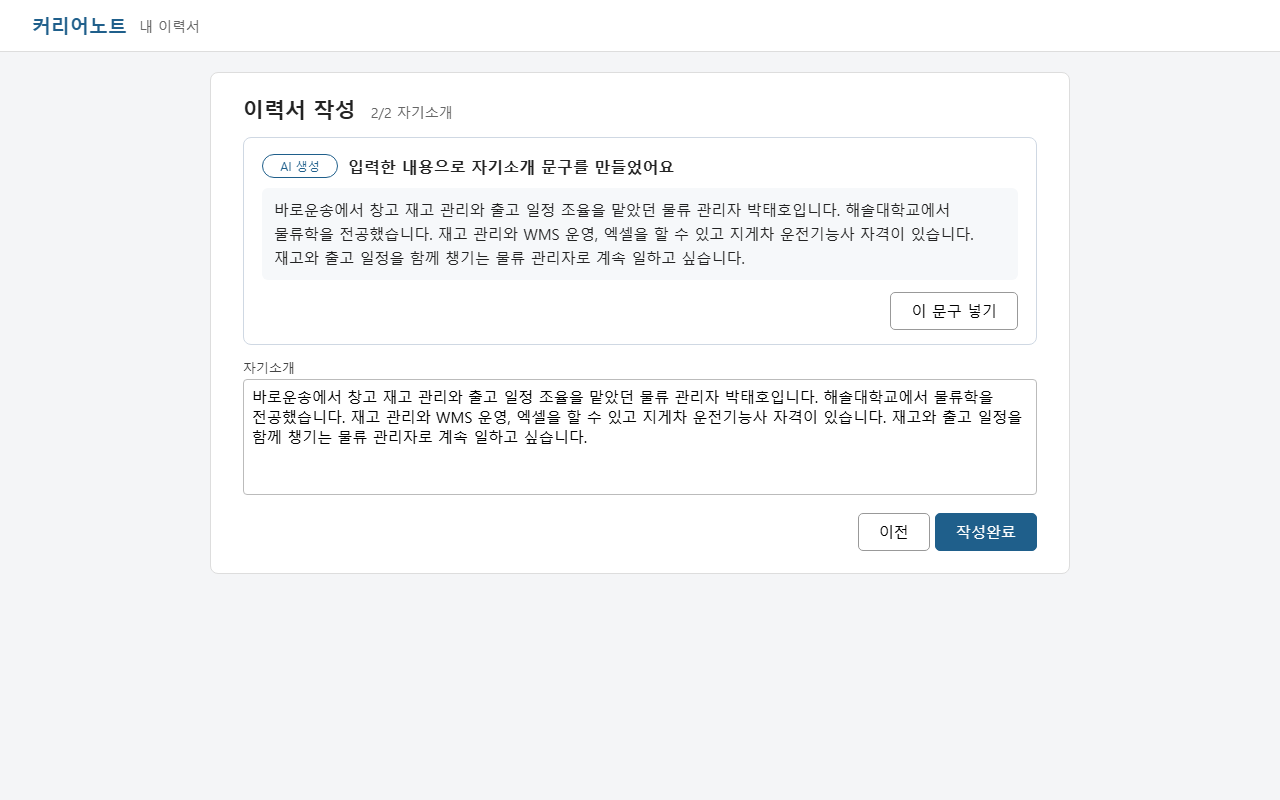 커리어노트 내 이력서
이력서 작성 2/2 자기소개
AI 생성 입력한 내용으로 자기소개 문구를 만들었어요
바로운송에서 창고 재고 관리와 출고 일정 조율을 맡았던 물류 관리자 박태호입니다. 해솔대학교에서
물류학을 전공했습니다. 재고 관리와 WMS 운영, 엑셀을 할 수 있고 지게차 운전기능사 자격이 있습니다.
재고와 출고 일정을 함께 챙기는 물류 관리자로 계속 일하고 싶습니다.
이 문구 넣기
자기소개
바로운송에서 창고 재고 관리와 출고 일정 조율을 맡았던 물류 관리자 박태호입니다. 해솔대학교에서 물류학을
전공했습니다. 재고 관리와 WMS 운영, 엑셀을 할 수 있고 지게차 운전기능사 자격이 있습니다. 재고와 출고 일정을
함께 챙기는 물류 관리자로 계속 일하고 싶습니다.
이전 작성완료